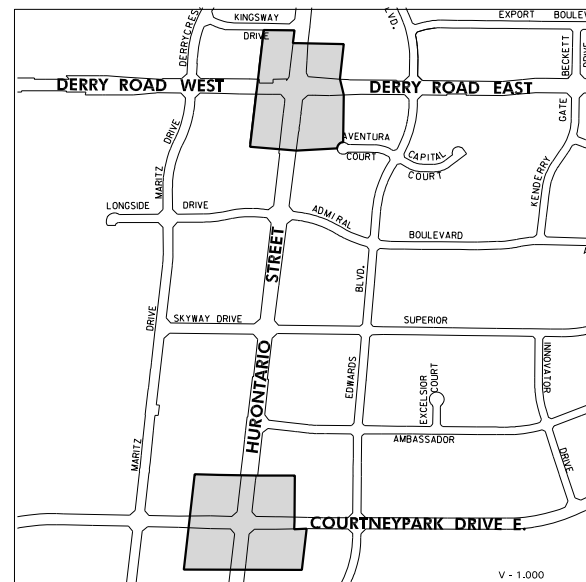 KINGSWAY
DRIVE
DERRYCRES
BLVD.
EXPORT BOULEV
BECKETT
DRIVE
DERRY ROAD WEST
DERRY ROAD EAST
GATE
AVENTURA
COURT
CAPITAL
COURT
DRIVE
MARITZ
KENDERRY
LONGSIDE DRIVE
ADMIRAL
BOULEVARD
STREET
BLVD.
SKYWAY DRIVE
SUPERIOR
DRIVE
HURONTARIO
EDWARDS
EXCELSIOR
COURT
INNOVATOR
AMBASSADOR
MARITZ
DRIVE
COURTNEYPARK DRIVE E.
V - 1.000